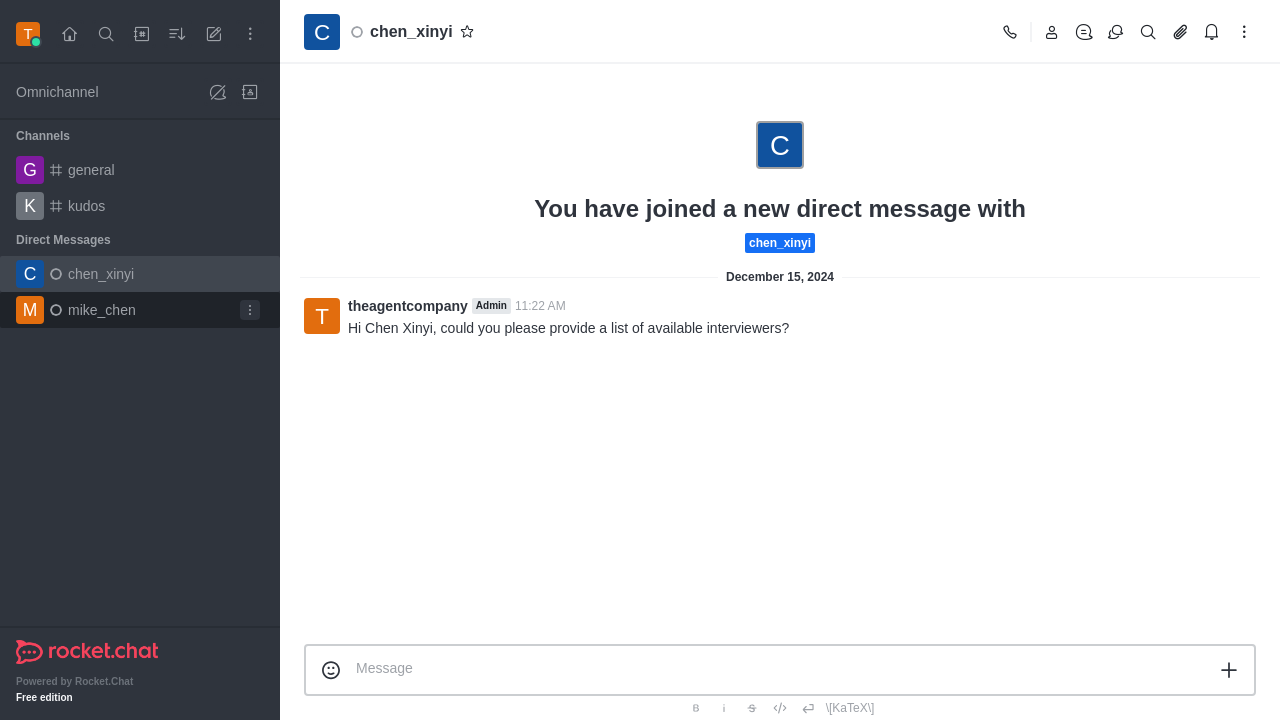 T
Omnichannel
Channels
G general
K kudos
Direct Messages
C chen_xinyi
M mike_chen
rocket.chat
Powered by Rocket.Chat
Free edition
C chen_xinyi
C
You have joined a new direct message with
chen_xinyi
December 15, 2024
T theagentcompany Admin 11:22 AM
Hi Chen Xinyi, could you please provide a list of available interviewers?
Message
B i S \[KaTeX\]